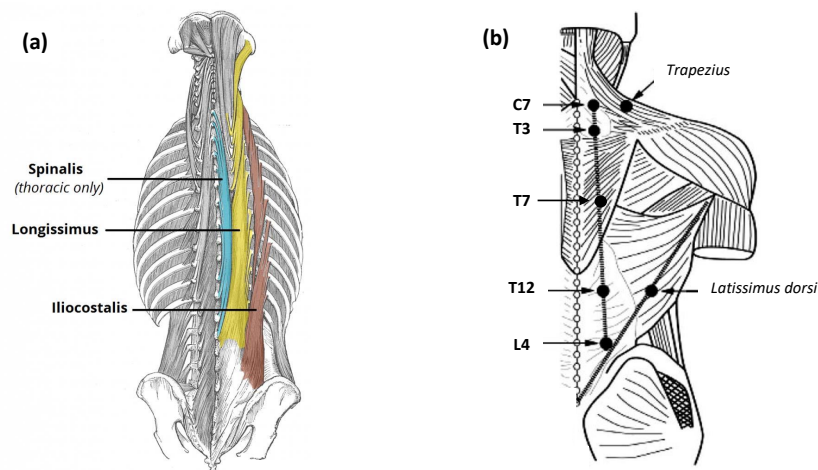 (a)
Spinalis
(thoracic only)
Longissimus
Iliocostalis
(b)
Trapezius
C7
T3
T7
T12
Latissimus dorsi
L4